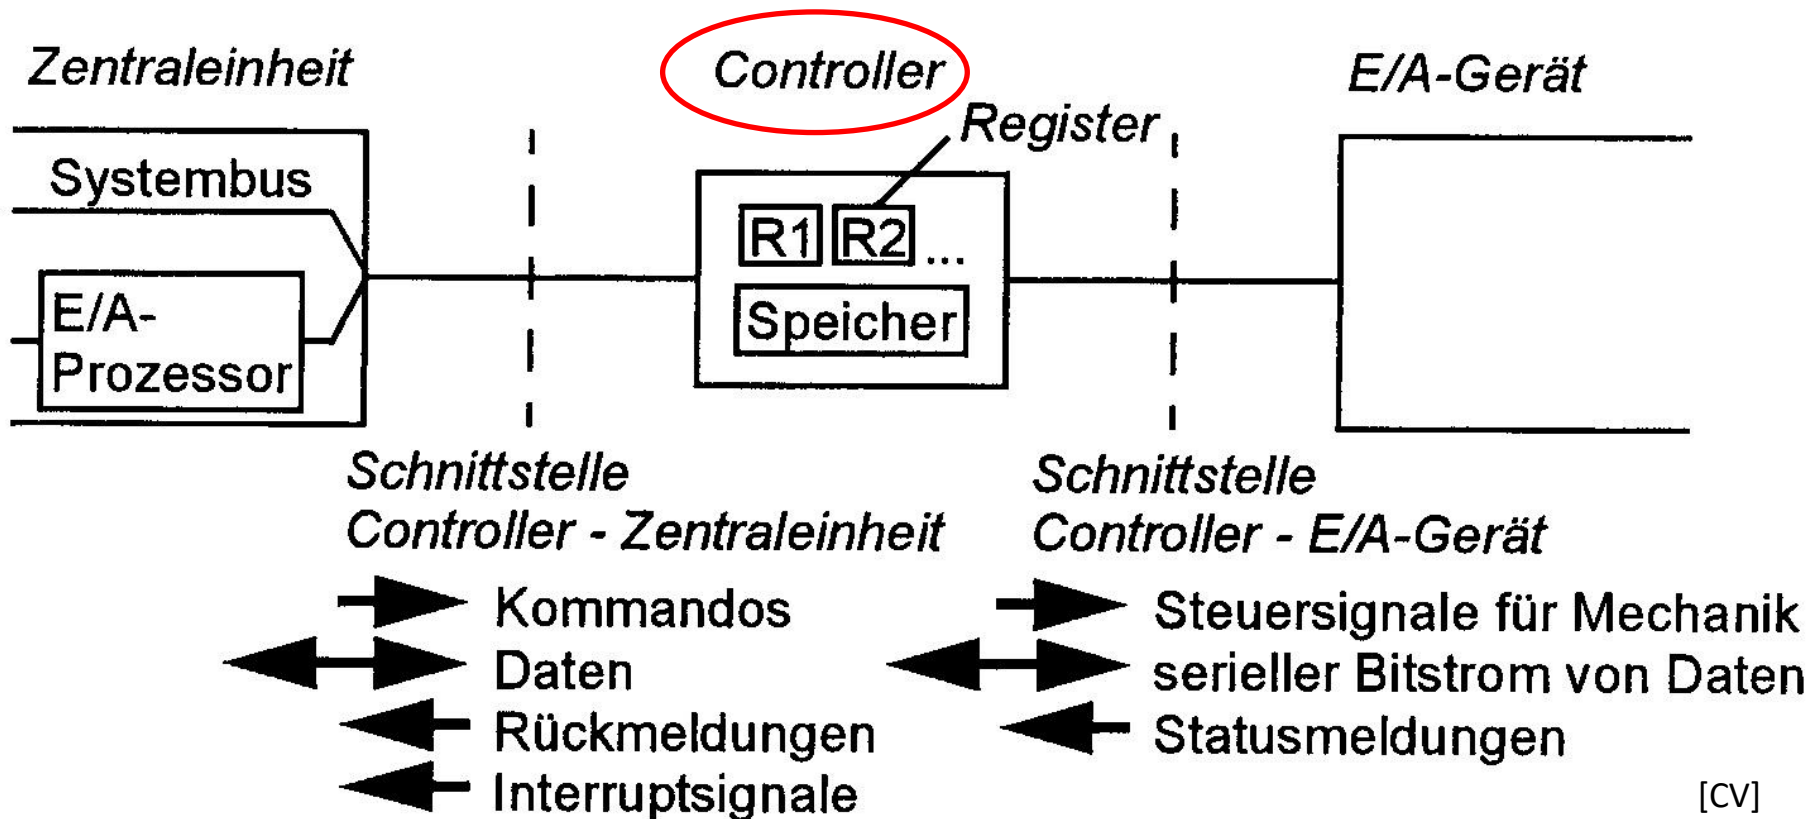 Zentraleinheit
Controller
E/A-Gerät
Register
Systembus
R1 R2 ...
E/A-
Prozessor
Speicher
Schnittstelle
Controller - Zentraleinheit
Kommandos
Daten
Rückmeldungen
Interruptsignale
Schnittstelle
Controller - E/A-Gerät
Steuersignale für Mechanik
serieller Bitstrom von Daten
Statusmeldungen
[CV]